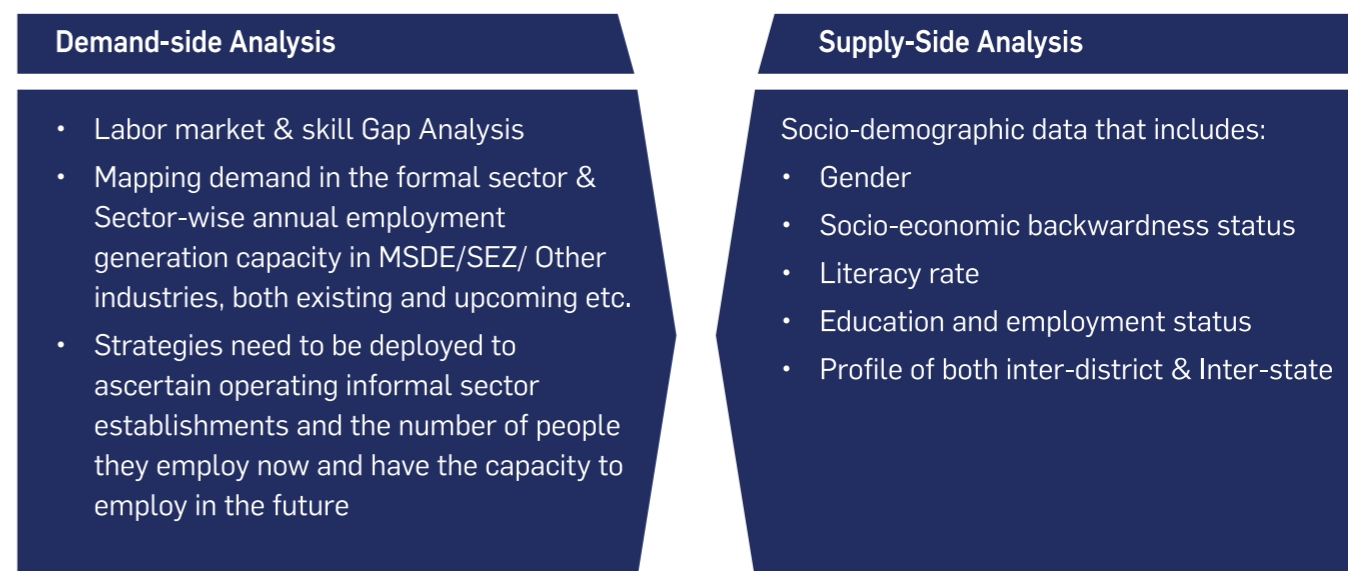 Demand-side Analysis
• Labor market & skill Gap Analysis
• Mapping demand in the formal sector &
Sector-wise annual employment
generation capacity in MSDE/SEZ/ Other
industries, both existing and upcoming etc.
• Strategies need to be deployed to
ascertain operating informal sector
establishments and the number of people
they employ now and have the capacity to
employ in the future
Supply-Side Analysis
Socio-demographic data that includes:
• Gender
• Socio-economic backwardness status
• Literacy rate
• Education and employment status
• Profile of both inter-district & Inter-state